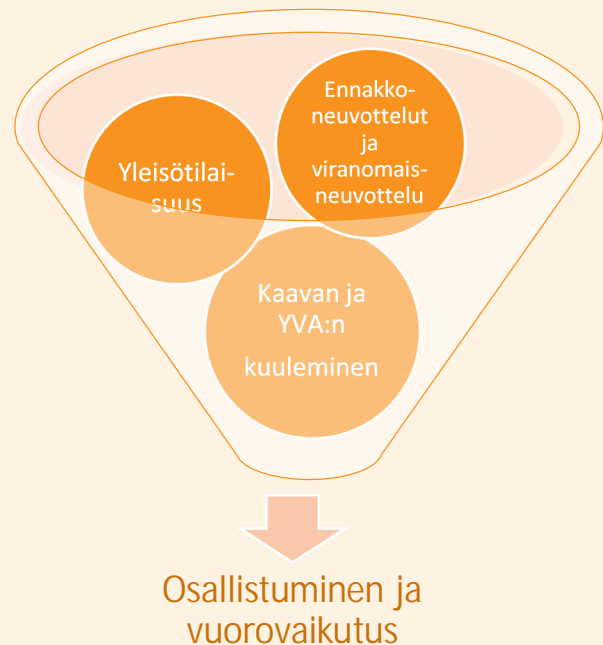 Ennakko-
neuvottelut
ja
viranomais-
neuvottelu
Yleisötilai-
suus
Kaavan ja
YVA:n
kuuleminen
Osallistuminen ja
vuorovaikutus